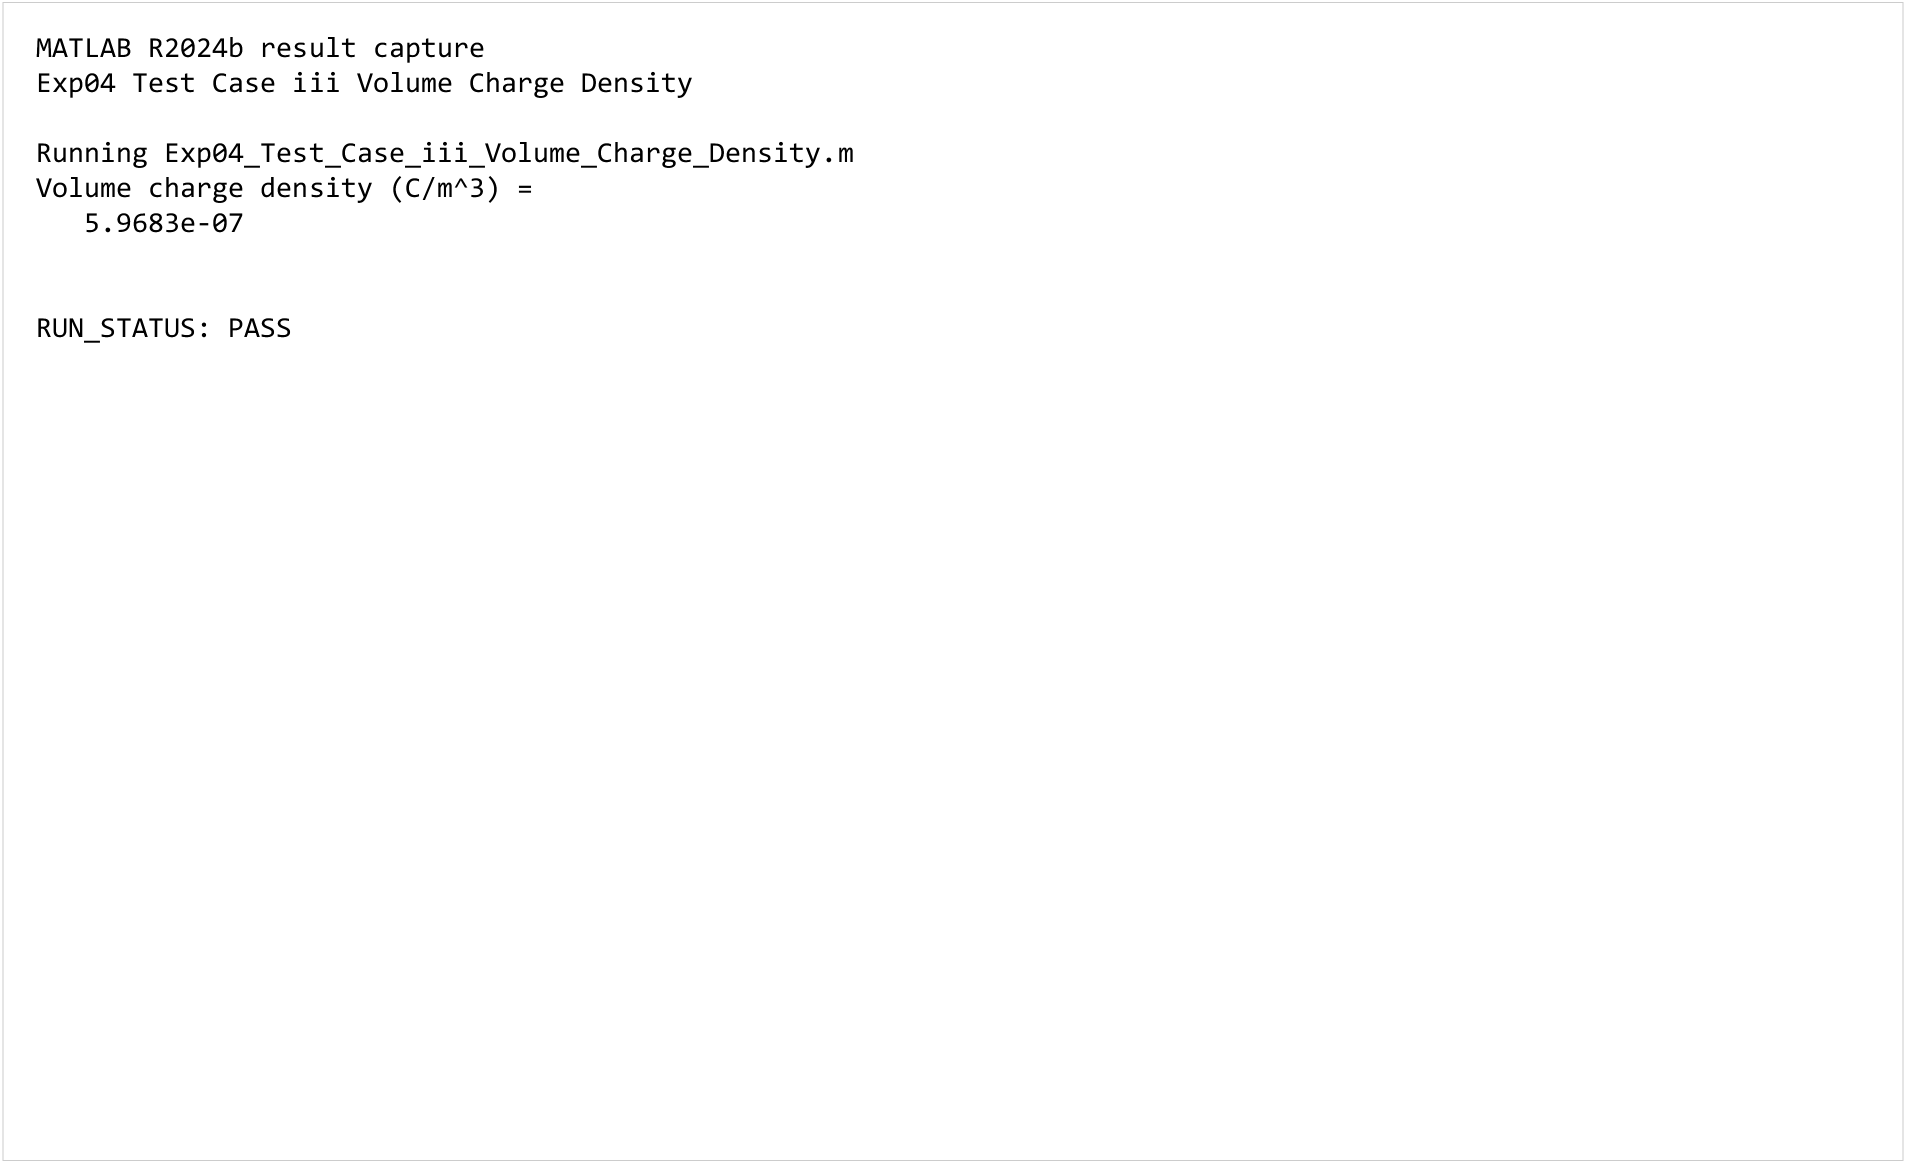 MATLAB R2024b result capture
Exp04 Test Case iii Volume Charge Density
Running Exp04_Test_Case_iii_Volume_Charge_Density.m
Volume charge density (C/m^3) =
5.9683e-07
RUN_STATUS: PASS